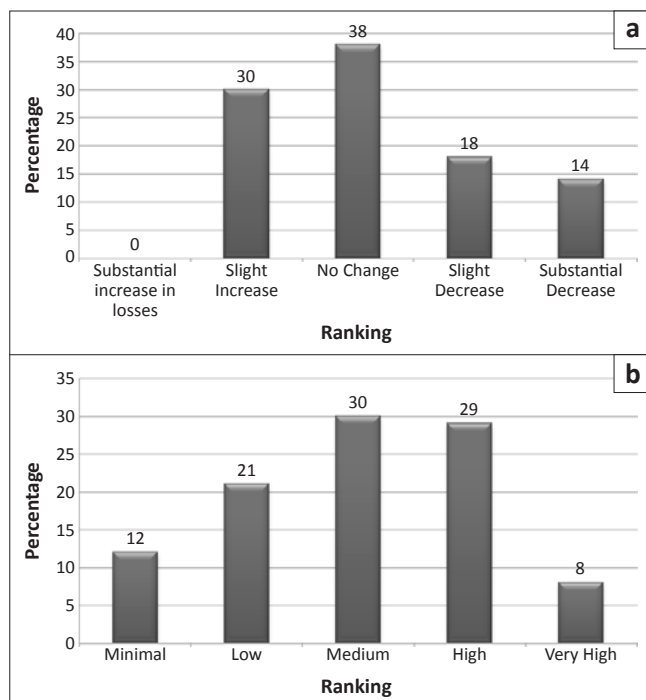 a
Percentage
45
40
35
30
25
20
15
10
5
0
0
30
38
18
14
Substantial Slight No Change Slight Substantial
increase in Increase Decrease Decrease
losses
Ranking
b
Percentage
35
30
25
20
15
10
5
0
12
21
30
29
8
Minimal Low Medium High Very High
Ranking